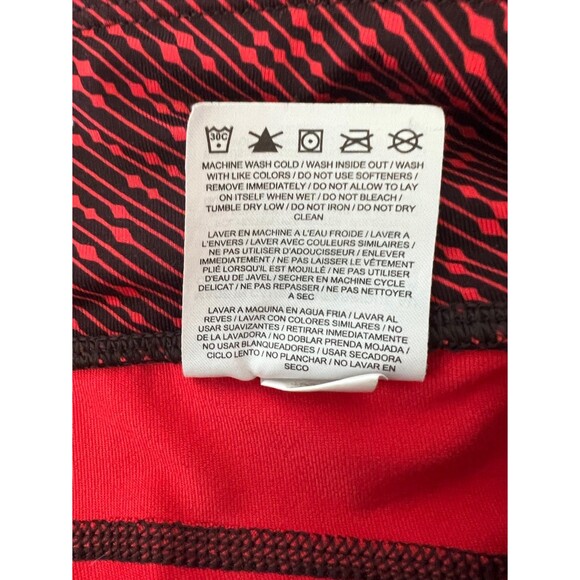 30C
MACHINE WASH COLD / WASH INSIDE OUT / WASH
WITH LIKE COLORS / DO NOT USE SOFTENERS /
REMOVE IMMEDIATELY / DO NOT ALLOW TO LAY
ON ITSELF WHEN WET / DO NOT BLEACH /
TUMBLE DRY LOW / DO NOT IRON / DO NOT DRY
CLEAN
LAVER EN MACHINE A L'EAU FROIDE / LAVER A
L'ENVERS / LAVER AVEC COULEURS SIMILAIRES /
NE PAS UTILISER D'ADOUCISSEUR / ENLEVER
IMMEDIATEMENT / NE PAS LAISSER LE VÊTEMENT
PLIÉ LORSQU'IL EST MOUILLÉ / NE PAS UTILISER
D'EAU DE JAVEL / SECHER EN MACHINE CYCLE
DELICAT / NE PAS REPASSER / NE PAS NETTOYER
A SEC
LAVAR A MAQUINA EN AGUA FRIA / LAVAR AL
REVES / LAVAR CON COLORES SIMILARES / NO
USAR SUAVIZANTES / RETIRAR INMEDIATAMENTE
DE LA LAVADORA / NO DOBLAR PRENDA MOJADA /
NO USAR BLANQUEADORES / USAR SECADORA
CICLO LENTO / NO PLANCHAR / NO LAVAR EN
SECO